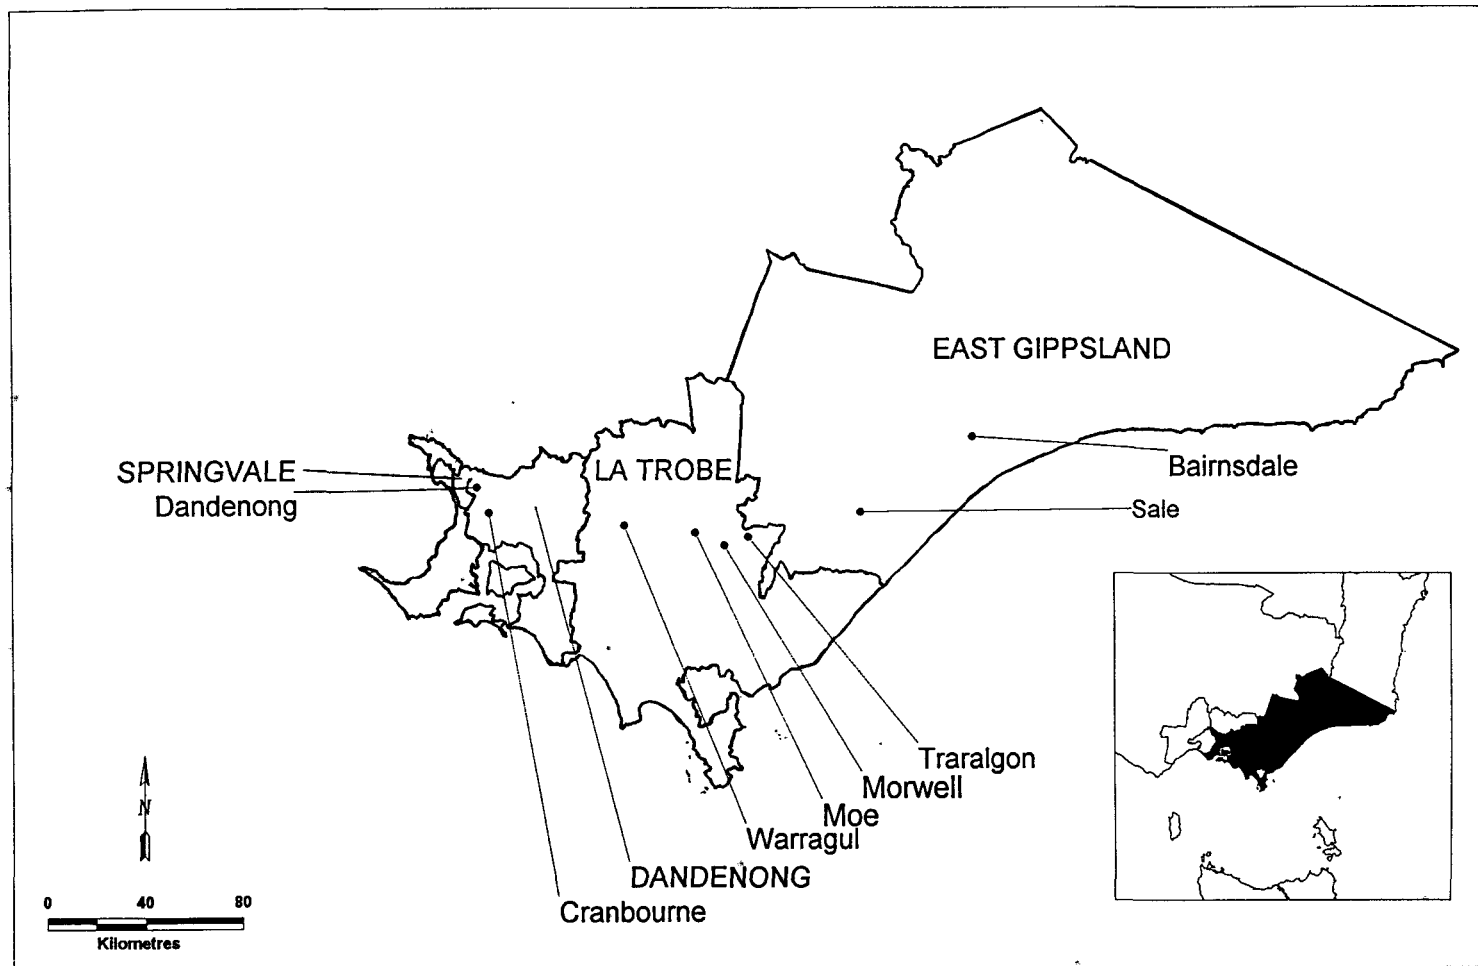 EAST GIPPSLAND
SPRINGVALE
LA TROBE
Bairnsdale
Dandenong
Sale
Traralgon
Morwell
Moe
Warragul
DANDENONG
Cranbourne
N
0 40 80
Kilometres